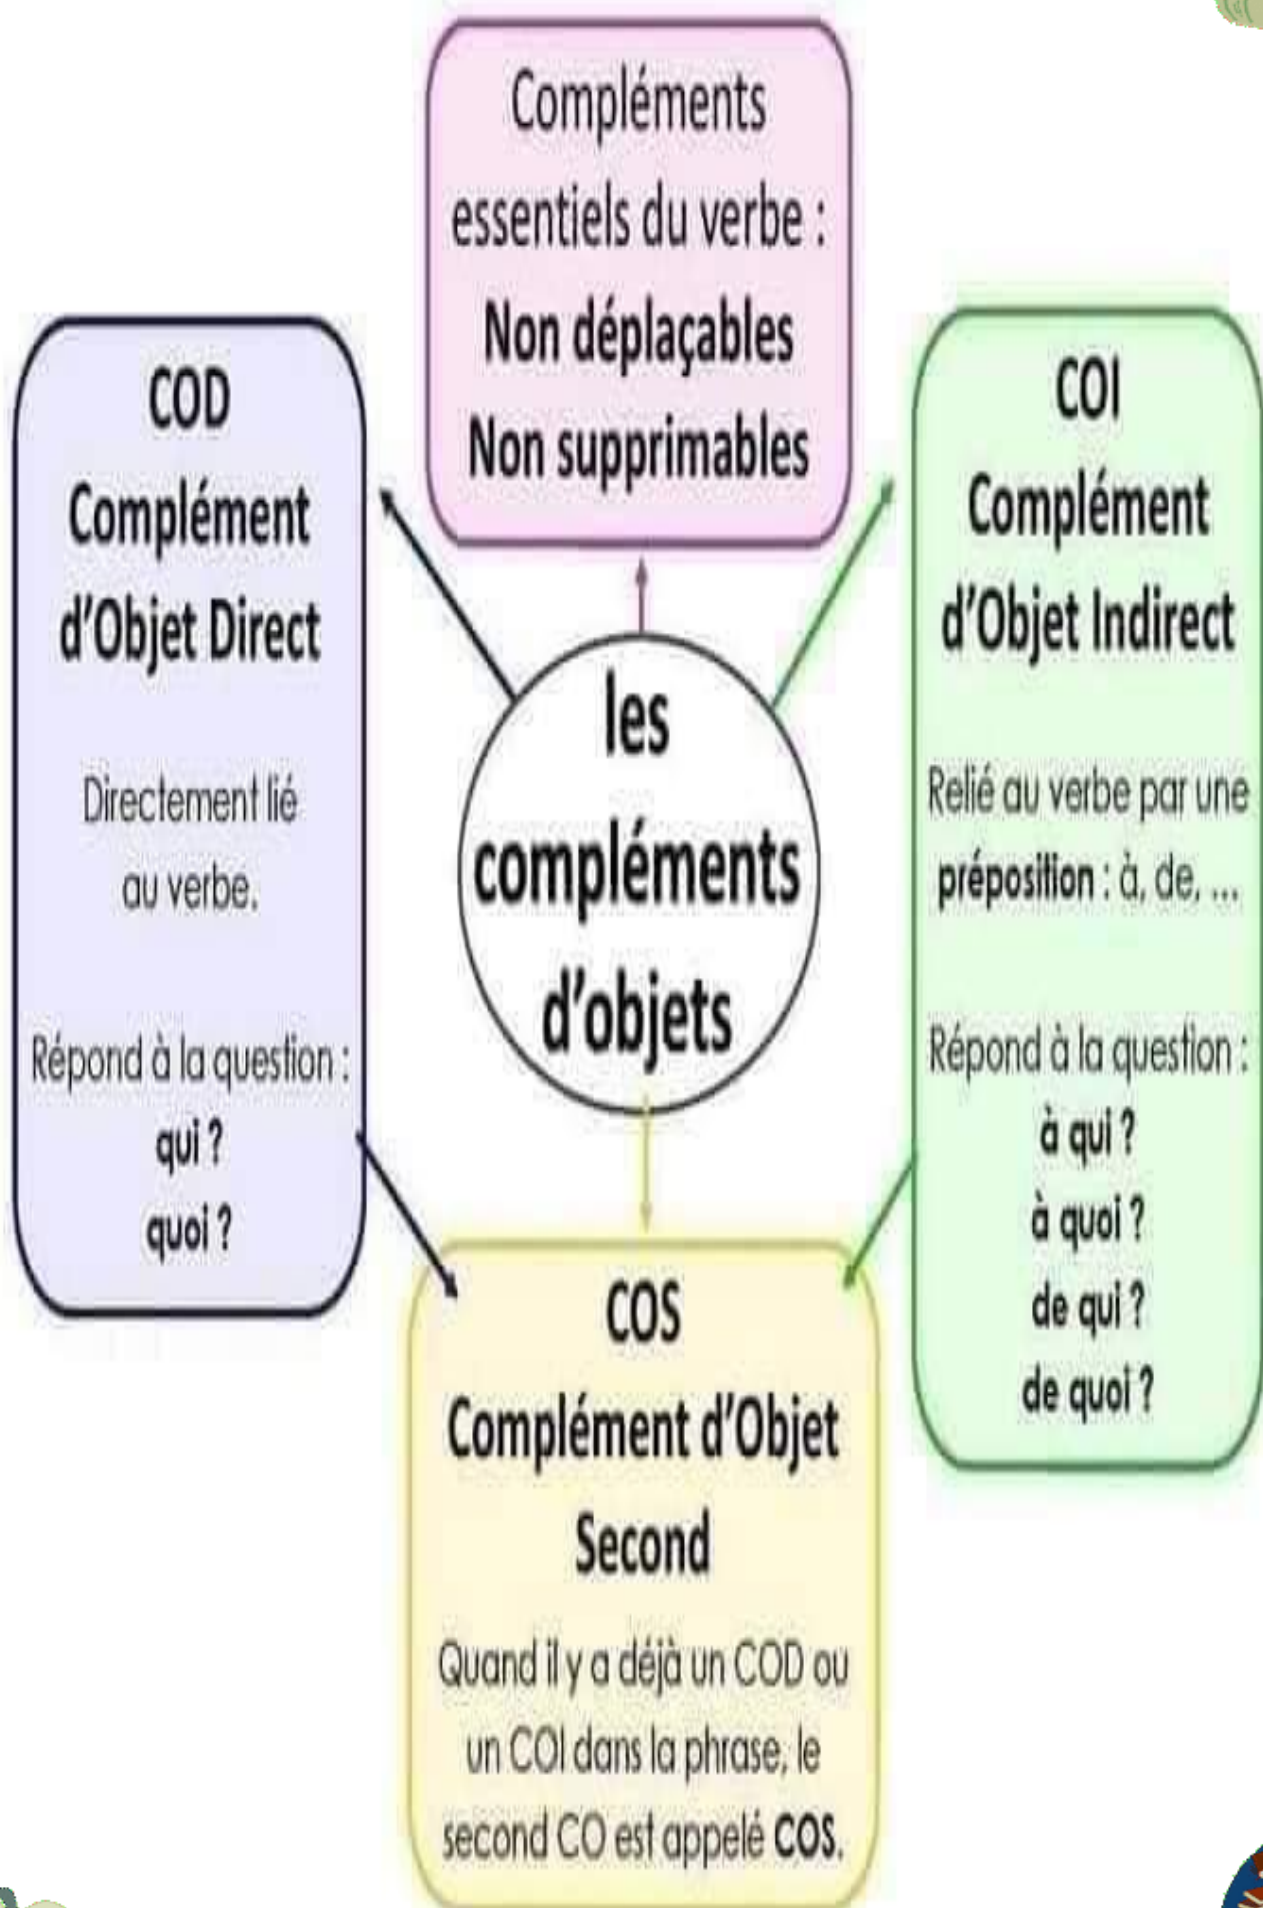 Compléments
essentiels du verbe :
Non déplaçables
Non supprimables
COD
Complément
d'Objet Direct
Directement lié
au verbe.
Répond à la question :
qui ?
quoi ?
les
compléments
d'objets
COI
Complément
d'Objet Indirect
Relié au verbe par une
préposition : à, de, ...
Répond à la question :
à qui ?
à quoi ?
de qui ?
de quoi ?
COS
Complément d'Objet
Second
Quand il y a déjà un COD ou
un COI dans la phrase, le
second CO est appelé COS.